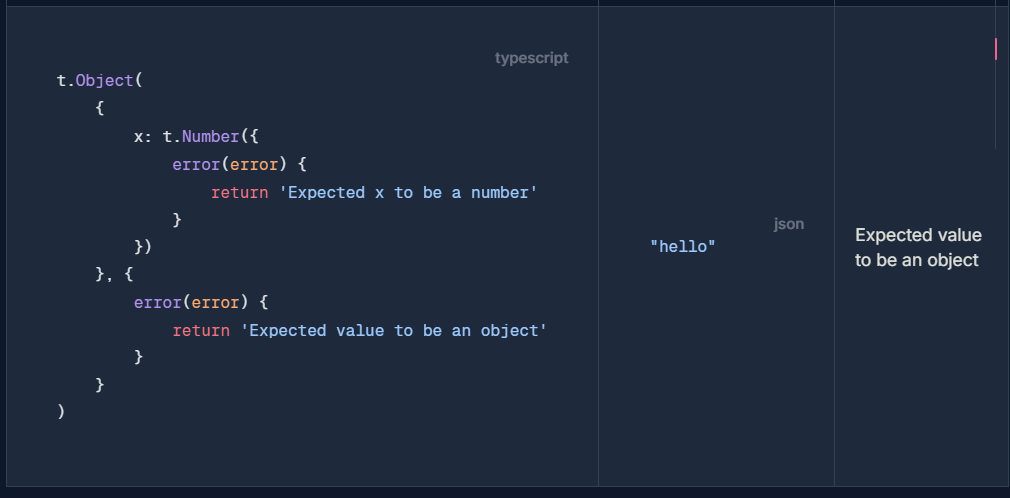 typescript
t.Object(
    {
        x: t.Number({
            error(error) {
                return 'Expected x to be a number'
            }
        })
    }, {
        error(error) {
            return 'Expected value to be an object'
        }
    }
)
json
"hello"
Expected value
to be an object